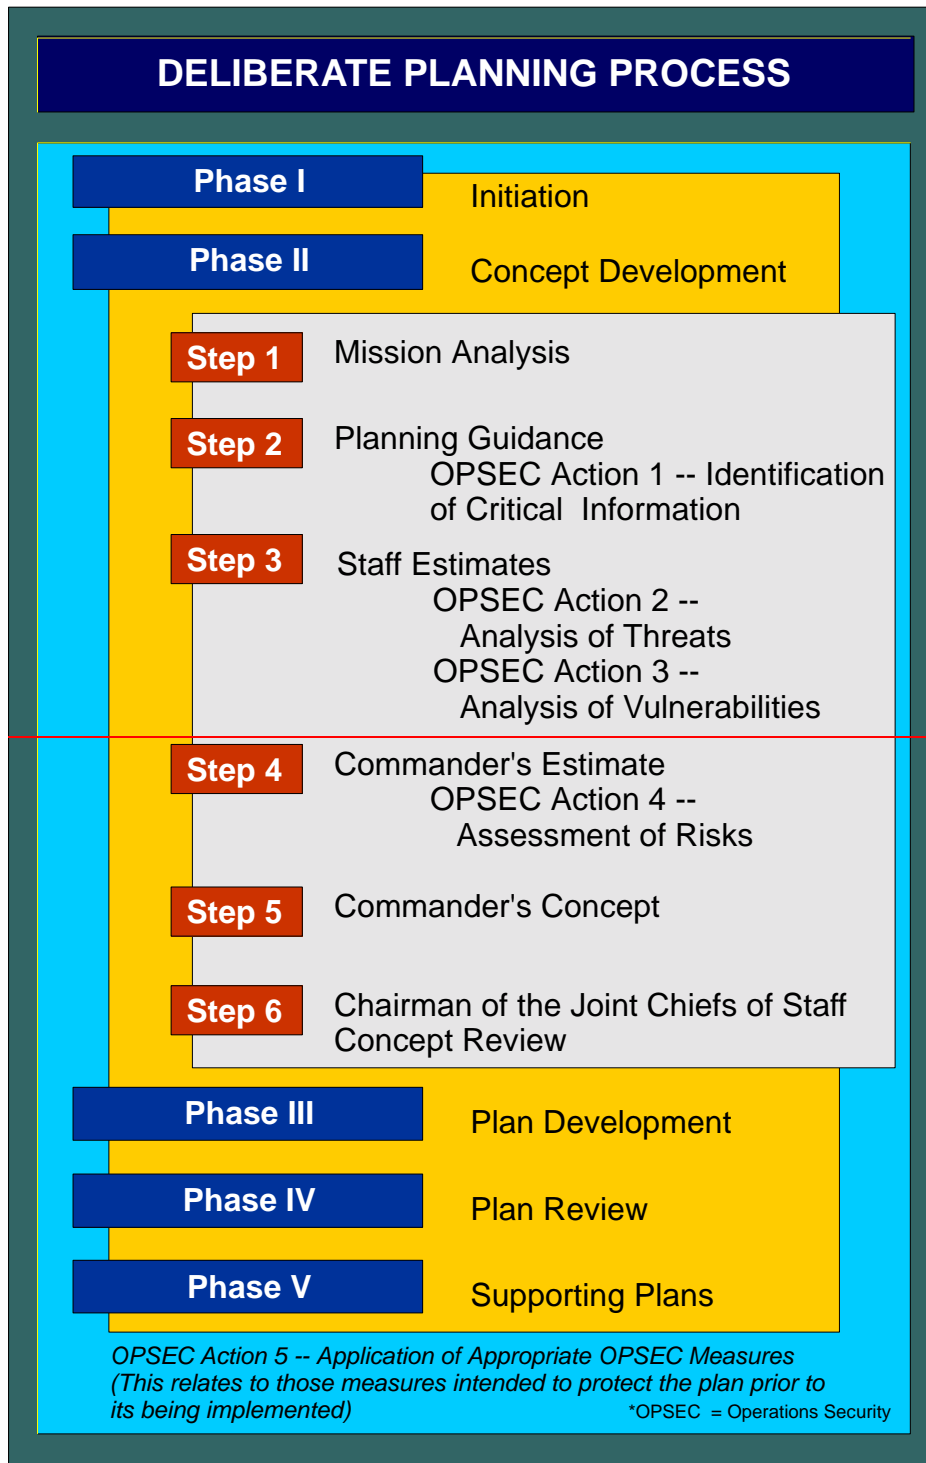 DELIBERATE PLANNING PROCESS
Phase I
Initiation
Phase II
Concept Development
Step 1
Mission Analysis
Step 2
Planning Guidance
OPSEC Action 1 -- Identification
of Critical Information
Step 3
Staff Estimates
OPSEC Action 2 --
Analysis of Threats
OPSEC Action 3 --
Analysis of Vulnerabilities
Step 4
Commander's Estimate
OPSEC Action 4 --
Assessment of Risks
Step 5
Commander's Concept
Step 6
Chairman of the Joint Chiefs of Staff
Concept Review
Phase III
Plan Development
Phase IV
Plan Review
Phase V
Supporting Plans
OPSEC Action 5 -- Application of Appropriate OPSEC Measures
(This relates to those measures intended to protect the plan prior to
its being implemented)
*OPSEC = Operations Security